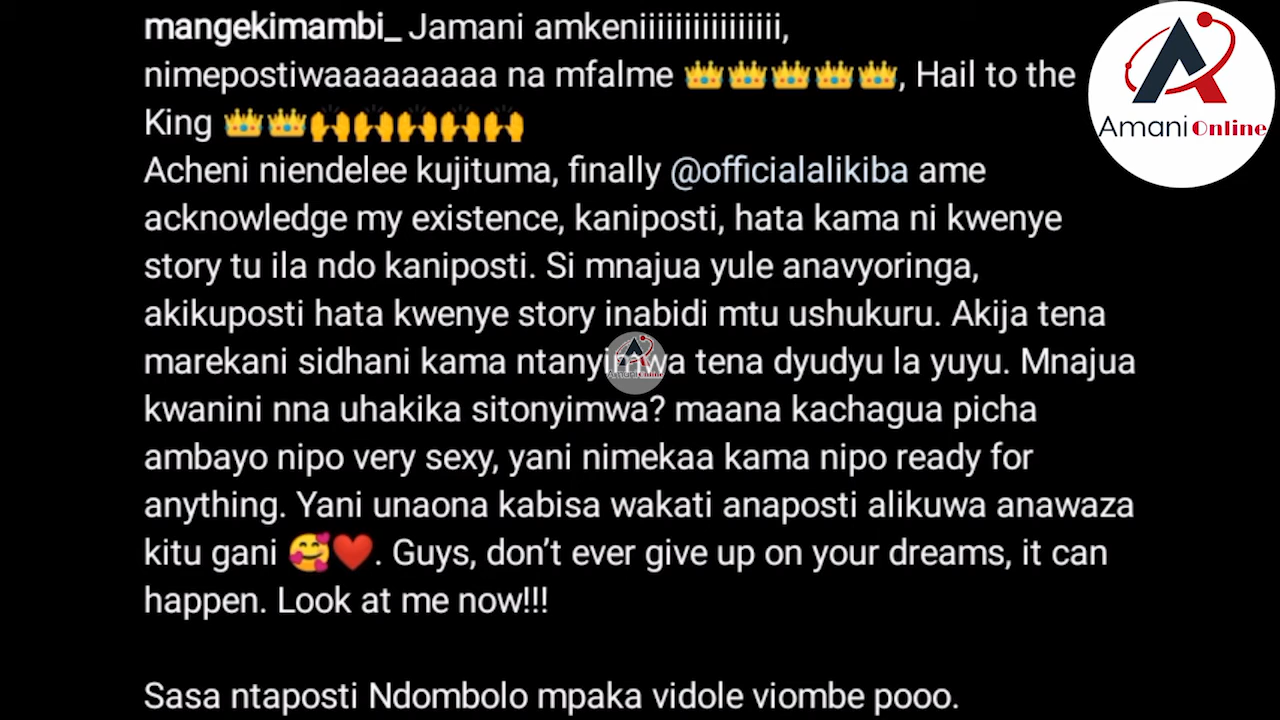 mangekimambi_ Jamani amkeniiiiiiiiiiiiiiii,
nimepostiwaaaaaaaaa na mfalme 👑👑👑👑👑, Hail to the
King 👑👑🙌🙌🙌🙌🙌
Acheni niendelee kujituma, finally @officialalikiba ame
acknowledge my existence, kaniposti, hata kama ni kwenye
story tu ila ndo kaniposti. Si mnajua yule anavyoringa,
akikuposti hata kwenye story inabidi mtu ushukuru. Akija tena
marekani sidhani kama ntanyimwa tena dyudyu la yuyu. Mnajua
kwanini nna uhakika sitonyimwa? maana kachagua picha
ambayo nipo very sexy, yani nimekaa kama nipo ready for
anything. Yani unaona kabisa wakati anaposti alikuwa anawaza
kitu gani 🥰❤️. Guys, don’t ever give up on your dreams, it can
happen. Look at me now!!!
Sasa ntaposti Ndombolo mpaka vidole viombe pooo.
Amani Online
Amani Online